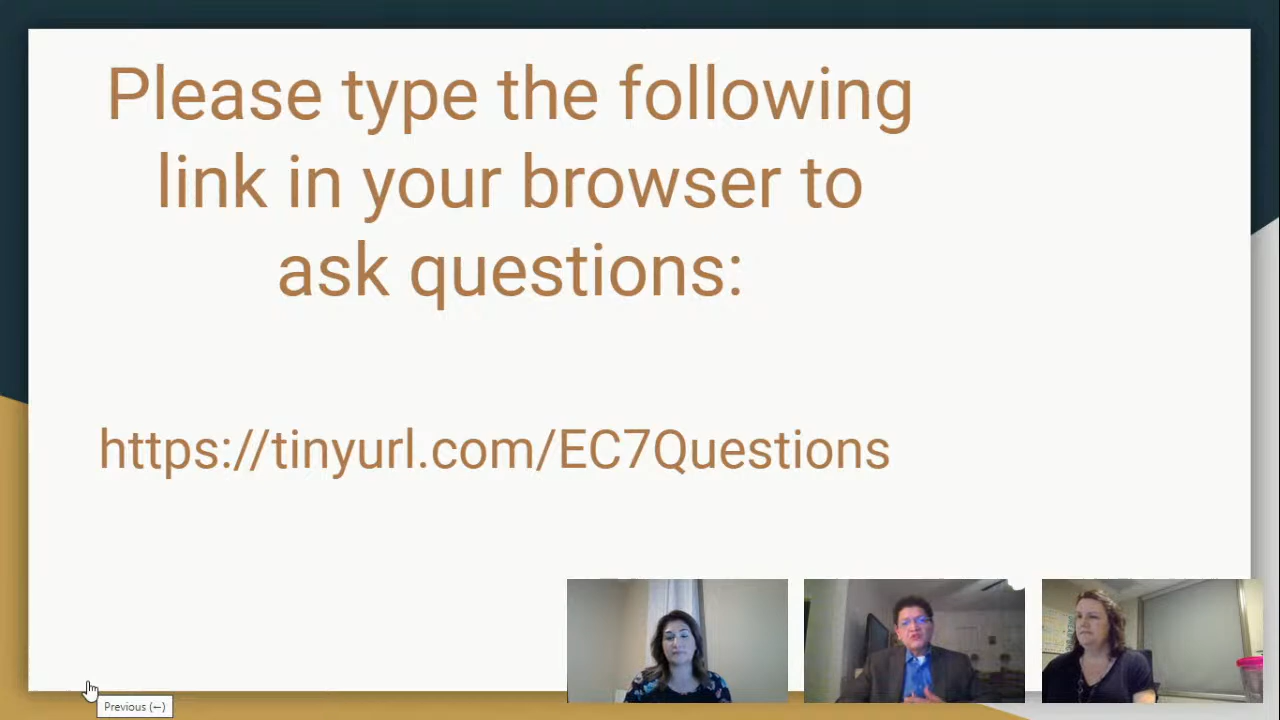 Please type the following
link in your browser to
ask questions:
https://tinyurl.com/EC7Questions
Previous (←)